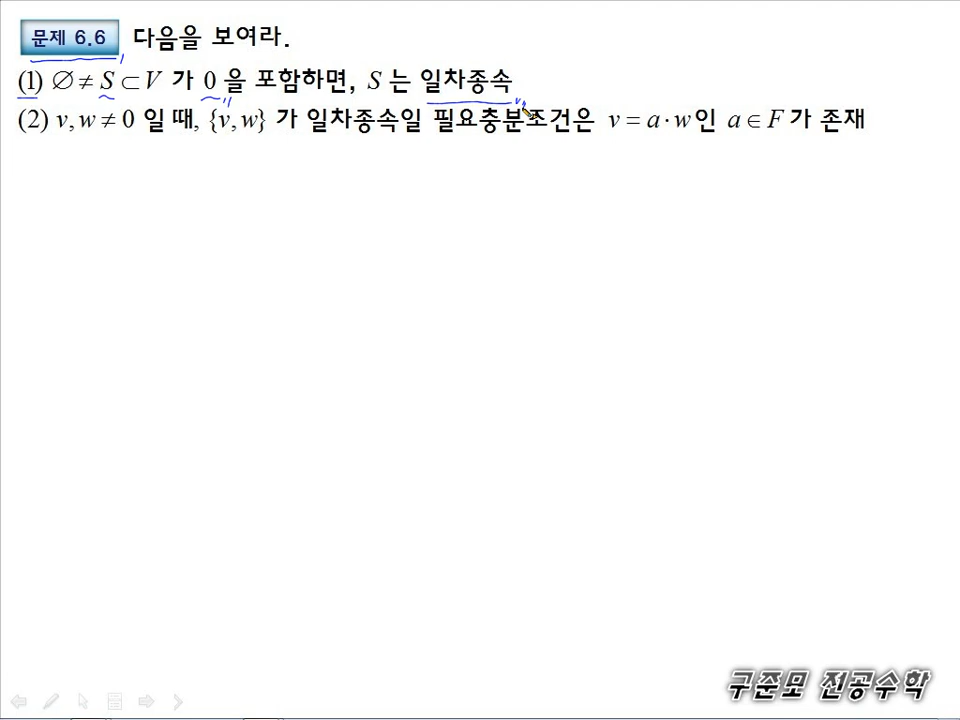 문제 6.6 다음을 보여라.
(1) ∅ ≠ S ⊂ V 가 0 을 포함하면, S 는 일차종속
(2) v, w ≠ 0 일 때, {v, w} 가 일차종속일 필요충분조건은 v = a · w 인 a ∈ F 가 존재
구준모 전공수학